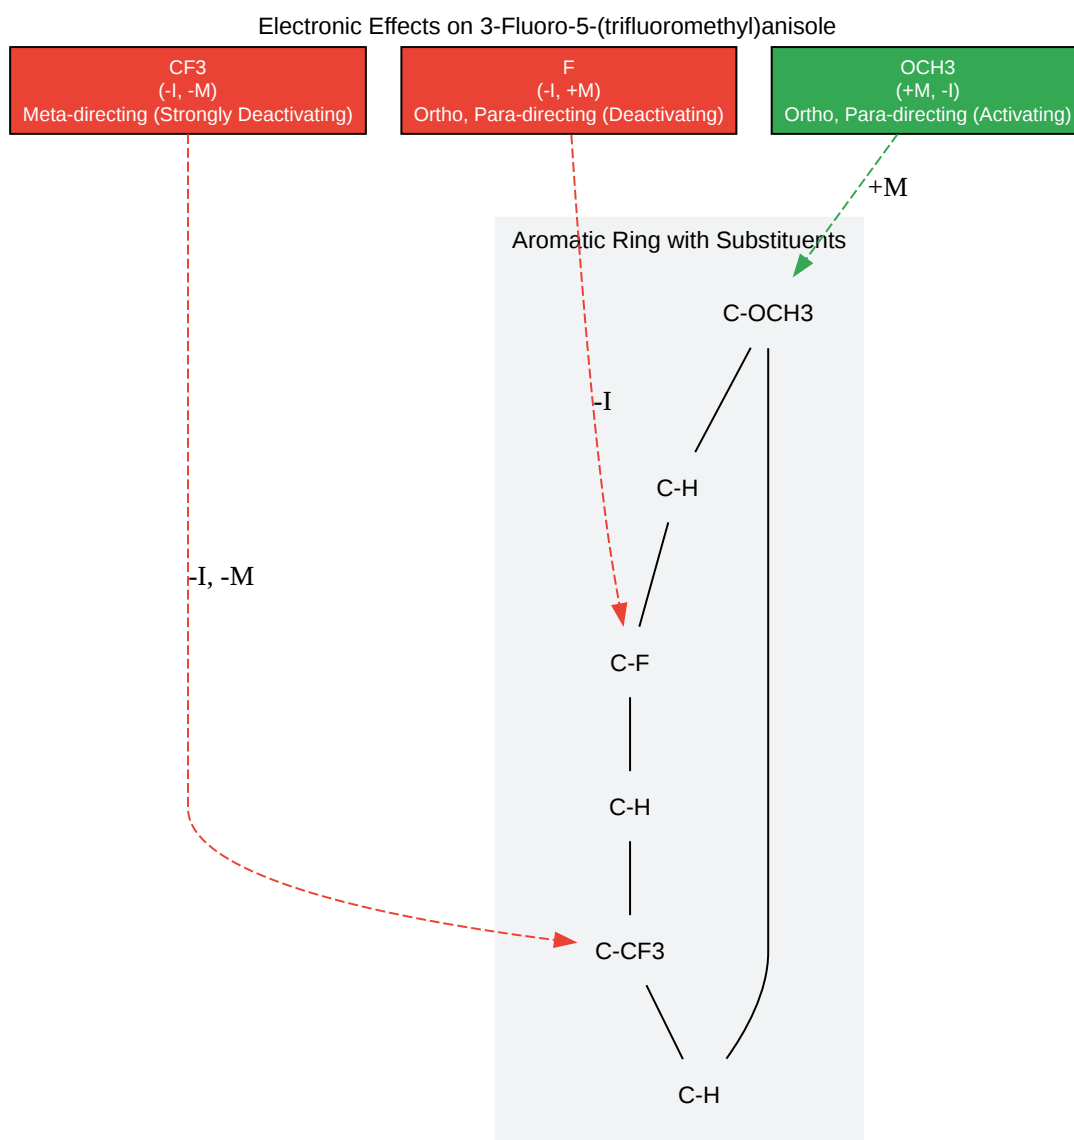 Electronic Effects on 3-Fluoro-5-(trifluoromethyl)anisole
CF3
(-I, -M)
Meta-directing (Strongly Deactivating)
F
(-I, +M)
Ortho, Para-directing (Deactivating)
OCH3
(+M, -I)
Ortho, Para-directing (Activating)
+M
Aromatic Ring with Substituents
C-OCH3
-I
C-H
-I, -M
C-F
C-H
C-CF3
C-H